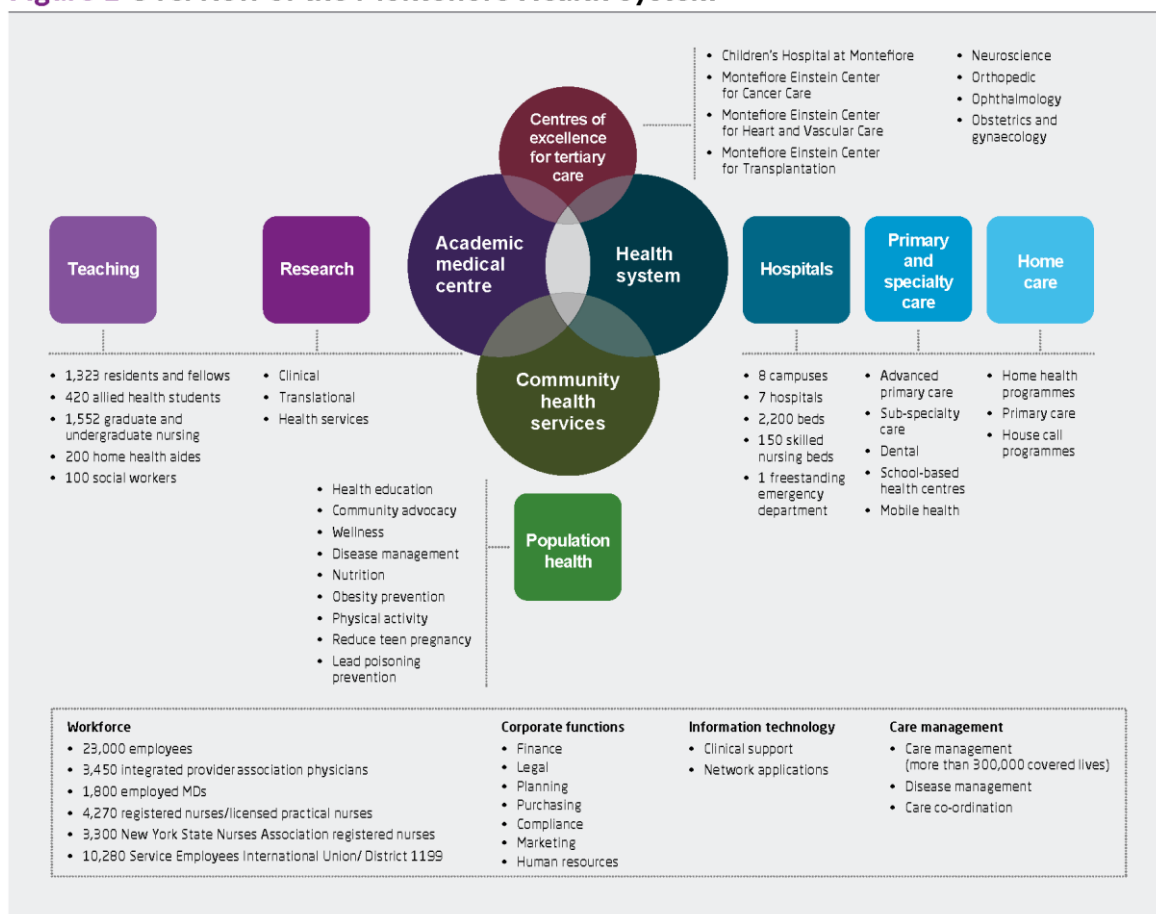 • Children's Hospital at Montefiore
• Montefiore Einstein Center
for Cancer Care
• Montefiore Einstein Center
for Heart and Vascular Care
• Montefiore Einstein Center
for Transplantation
• Neuroscience
• Orthopedic
• Ophthalmology
• Obstetrics and
gynaecology
Centres of
excellence
for tertiary
care
Academic
medical
centre
Health
system
Community
health
services
Teaching
• 1,323 residents and fellows
• 420 allied health students
• 1,552 graduate and
undergraduate nursing
• 200 home health aides
• 100 social workers
Research
• Clinical
• Translational
• Health services
Hospitals
• 8 campuses
• 7 hospitals
• 2,200 beds
• 150 skilled
nursing beds
• 1 freestanding
emergency
department
Primary
and
specialty
care
• Advanced
primary care
• Sub-specialty
care
• Dental
• School-based
health centres
• Mobile health
Home
care
• Home health
programmes
• Primary care
• House call
programmes
Population
health
• Health education
• Community advocacy
• Wellness
• Disease management
• Nutrition
• Obesity prevention
• Physical activity
• Reduce teen pregnancy
• Lead poisoning
prevention
Workforce
• 23,000 employees
• 3,450 integrated provider association physicians
• 1,800 employed MDs
• 4,270 registered nurses/licensed practical nurses
• 3,300 New York State Nurses Association registered nurses
• 10,280 Service Employees International Union/ District 1199
Corporate functions
• Finance
• Legal
• Planning
• Purchasing
• Compliance
• Marketing
• Human resources
Information technology
• Clinical support
• Network applications
Care management
• Care management
(more than 300,000 covered lives)
• Disease management
• Care co-ordination